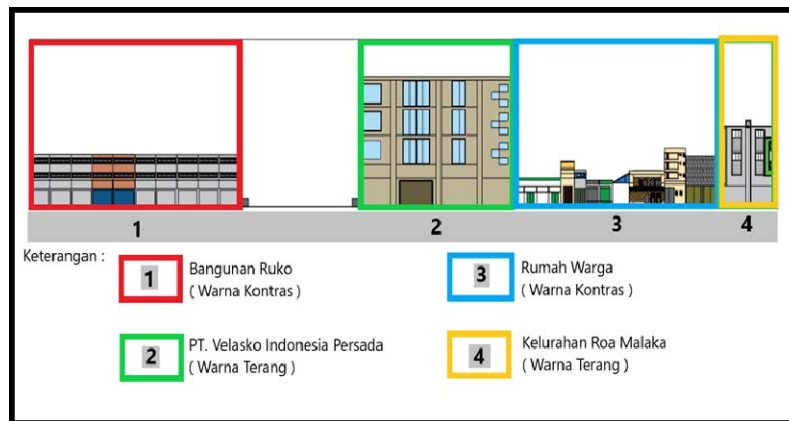 1 2 3 4
Keterangan :
1 Bangunan Ruko
( Warna Kontras )
3 Rumah Warga
( Warna Kontras )
2 PT. Velasko Indonesia Persada
( Warna Terang )
4 Kelurahan Roa Malaka
( Warna Terang )